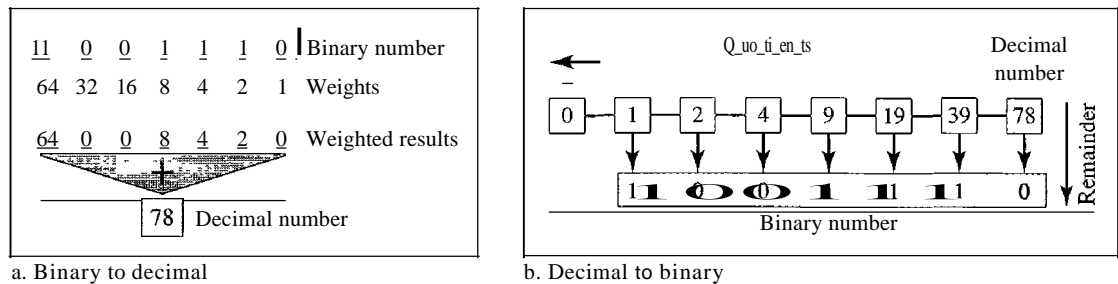 11 0 0 1 1 1 0 Binary number
64 32 16 8 4 2 1 Weights
64 0 0 8 4 2 0 Weighted results
+
78 Decimal number
a. Binary to decimal
Q_uo_ti_en_ts
Decimal
number
0 1 2 4 9 19 39 78
Remainder
1 0 0 1 1 1 0
Binary number
b. Decimal to binary